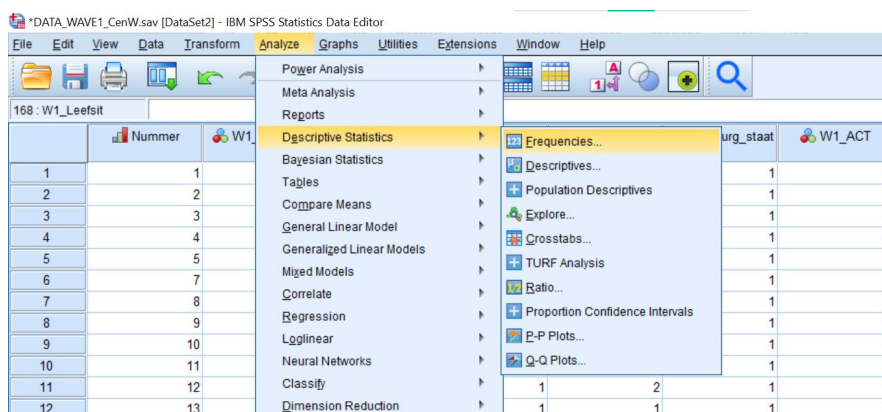 *DATA_WAVE1_CenW.sav [DataSet2] - IBM SPSS Statistics Data Editor
File Edit View Data Transform Analyze Graphs Utilities Extensions Window Help
168 : W1_Leefsit
Nummer W1_ urg_staat W1_ACT
Power Analysis
Meta Analysis
Reports
Descriptive Statistics
Bayesian Statistics
Tables
Compare Means
General Linear Model
Generalized Linear Models
Mixed Models
Correlate
Regression
Loglinear
Neural Networks
Classify
Dimension Reduction
123 Frequencies...
Descriptives...
Population Descriptives
Explore...
Crosstabs...
TURF Analysis
1/2 Ratio...
Proportion Confidence Intervals
P-P Plots...
Q-Q Plots...
1 1 1
2 2 1
3 3 1
4 4 1
5 5 1
6 7 1
7 8 1
8 9 1
9 10 1
10 11 1
11 12 1 2 1
12 13 1 1 1